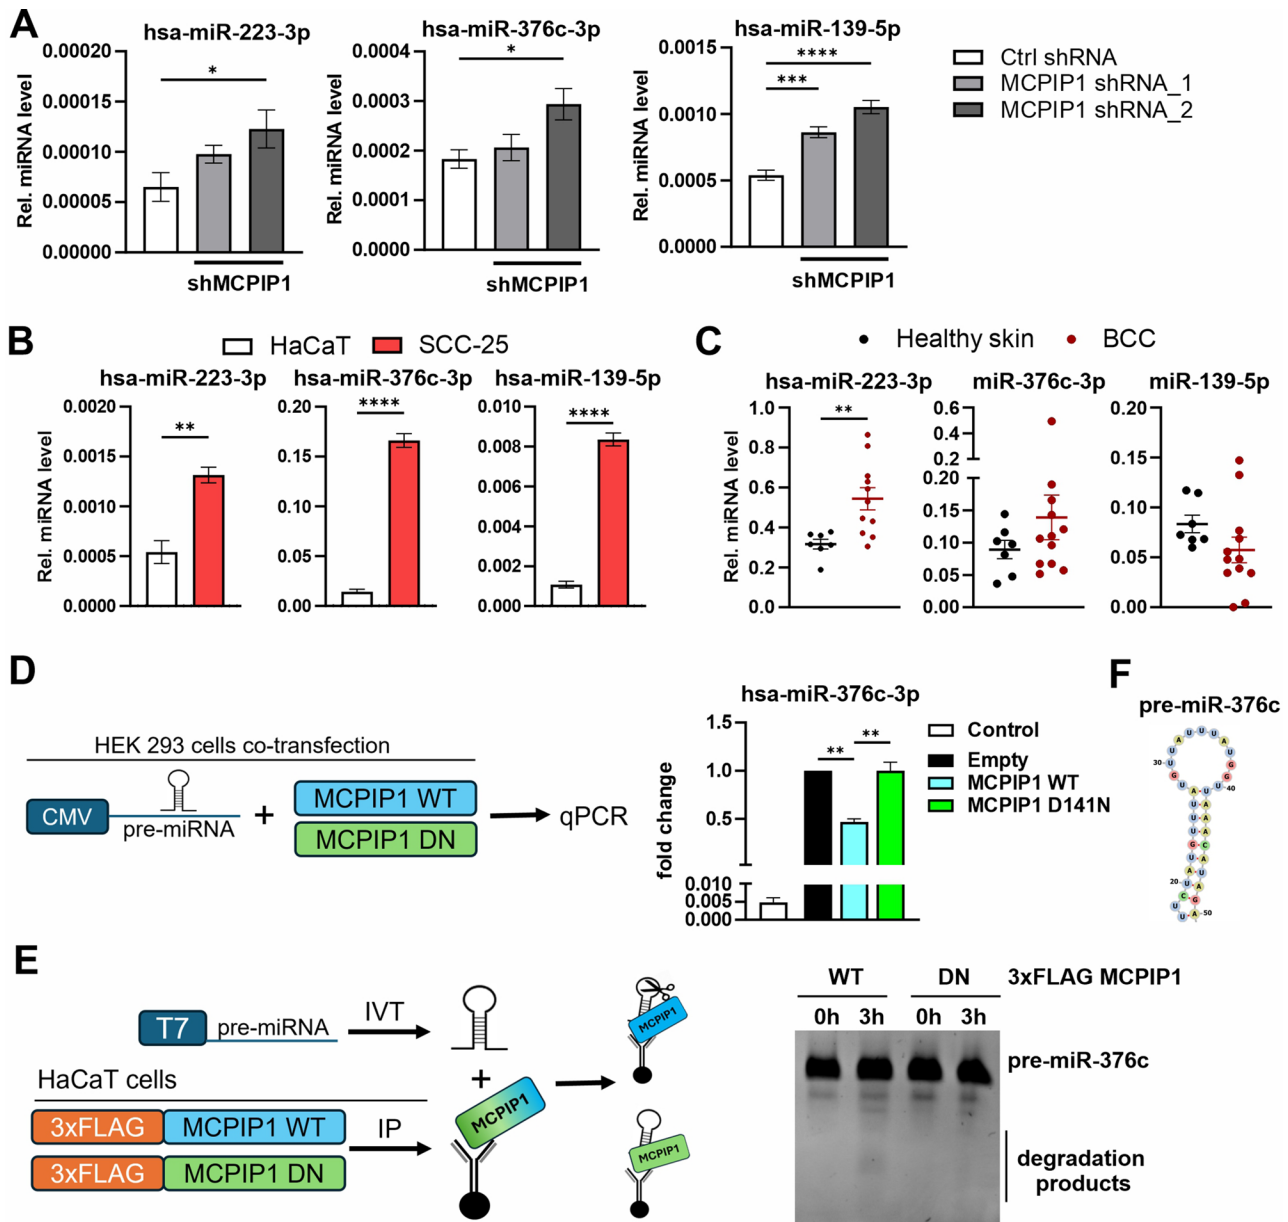 A
hsa-miR-223-3p
Rel. miRNA level
0.00020
0.00015
0.00010
0.00005
0.00000
*
shMCPIP1
hsa-miR-376c-3p
Rel. miRNA level
0.0004
0.0003
0.0002
0.0001
0.0000
*
shMCPIP1
hsa-miR-139-5p
Rel. miRNA level
0.0015
0.0010
0.0005
0.0000
****
***
shMCPIP1
Ctrl shRNA
MCPIP1 shRNA_1
MCPIP1 shRNA_2
B
HaCaT SCC-25
hsa-miR-223-3p
Rel. miRNA level
0.0020
0.0015
0.0010
0.0005
0.0000
**
hsa-miR-376c-3p
0.20
0.15
0.10
0.05
0.00
****
hsa-miR-139-5p
0.010
0.008
0.006
0.004
0.002
0.000
****
C
Healthy skin BCC
hsa-miR-223-3p
Rel. miRNA level
1.0
0.8
0.6
0.4
0.2
0.0
**
miR-376c-3p
0.6
0.4
0.2
0.20
0.15
0.10
0.05
0.00
miR-139-5p
0.20
0.15
0.10
0.05
0.00
D
HEK 293 cells co-transfection
CMV
pre-miRNA
+
MCPIP1 WT
MCPIP1 DN
qPCR
hsa-miR-376c-3p
fold change
1.5
1.0
0.5
0.010
0.005
0.000
**
**
Control
Empty
MCPIP1 WT
MCPIP1 D141N
F
pre-miR-376c
30
40
20
50
E
T7
pre-miRNA
IVT
HaCaT cells
3xFLAG MCPIP1 WT
3xFLAG MCPIP1 DN
IP
+
MCPIP1
MCPIP1
MCPIP1
WT DN 3xFLAG MCPIP1
0h 3h 0h 3h
pre-miR-376c
degradation
products